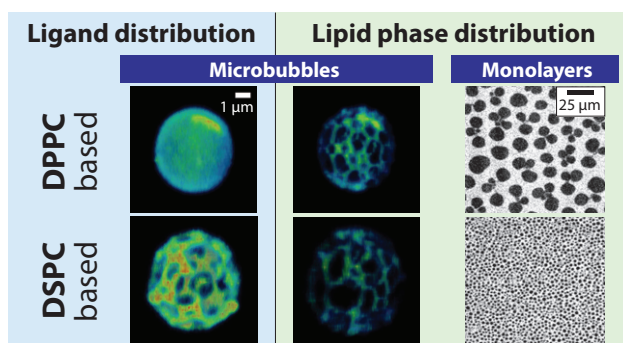 Ligand distribution
Lipid phase distribution
Microbubbles
Monolayers
DPPC
based
1 μm
25 μm
DSPC
based